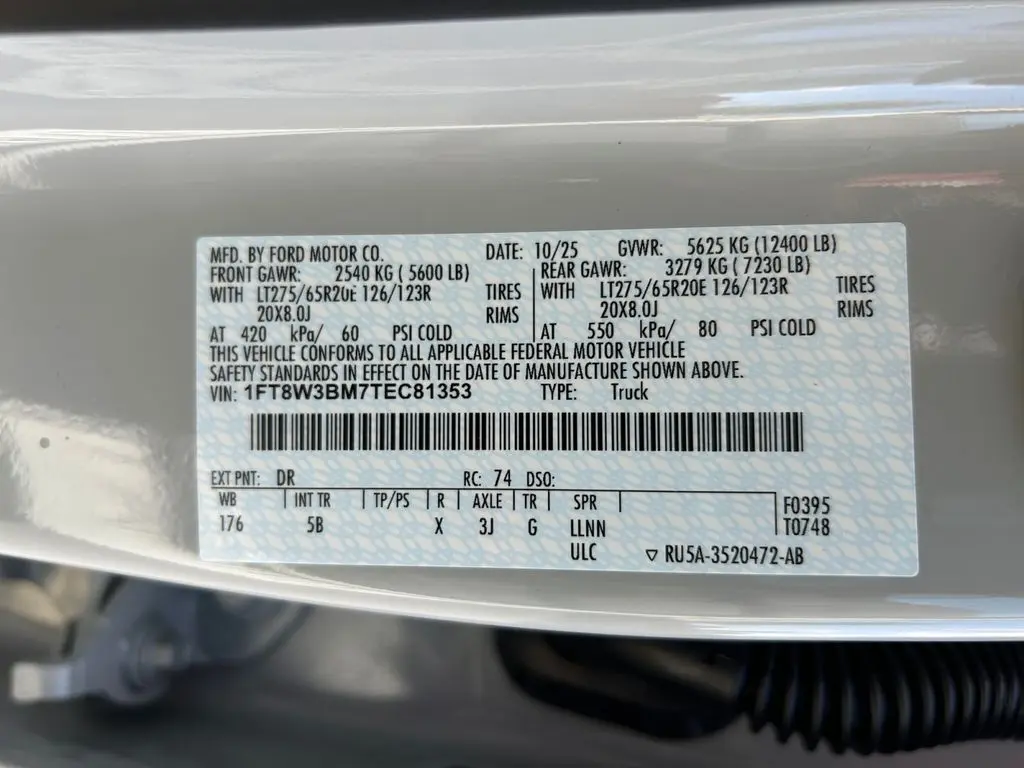 MFD. BY FORD MOTOR CO. DATE: 10/25 GVWR: 5625 KG (12400 LB)
FRONT GAWR: 2540 KG ( 5600 LB) REAR GAWR: 3279 KG ( 7230 LB)
WITH LT275/65R20E 126/123R TIRES WITH LT275/65R20E 126/123R TIRES
20X8.0J RIMS 20X8.0J RIMS
AT 420 kPa/ 60 PSI COLD AT 550 kPa/ 80 PSI COLD
THIS VEHICLE CONFORMS TO ALL APPLICABLE FEDERAL MOTOR VEHICLE
SAFETY STANDARDS IN EFFECT ON THE DATE OF MANUFACTURE SHOWN ABOVE.
VIN: 1FT8W3BM7TEC81353 TYPE: Truck
EXT PNT: DR RC: 74 DSO:
WB INT TR TP/PS R AXLE TR SPR F0395
176 5B X 3J G LLNN T0748
ULC RU5A-3520472-AB